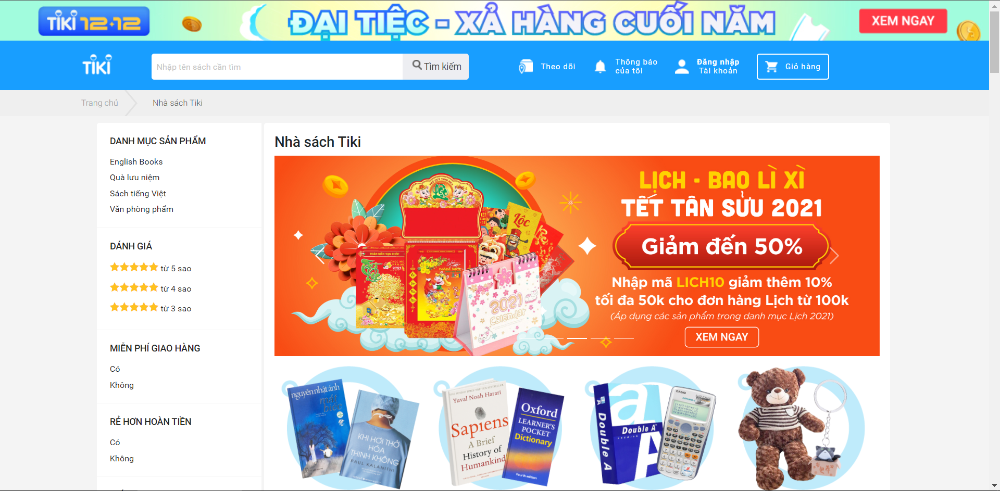 TIKI 12.12
ĐẠI TIỆC - XẢ HÀNG CUỐI NĂM
XEM NGAY
TIKI
Nhập tên sách cần tìm
Tìm kiếm
Theo dõi
Thông báo
của tôi
Đăng nhập
Tài khoản
Giỏ hàng
Trang chủ
Nhà sách Tiki
DANH MỤC SẢN PHẨM
English Books
Quà lưu niệm
Sách tiếng Việt
Văn phòng phẩm
ĐÁNH GIÁ
từ 5 sao
từ 4 sao
từ 3 sao
MIỄN PHÍ GIAO HÀNG
Có
Không
RẺ HƠN HOÀN TIỀN
Có
Không
Nhà sách Tiki
Lộc
Lộc
2021
Calendar
LỊCH - BAO LÌ XÌ
TẾT TÂN SỬU 2021
Giảm đến 50%
Nhập mã LICH10 giảm thêm 10%
tối đa 50k cho đơn hàng Lịch từ 100k
(Áp dụng các sản phẩm trong danh mục Lịch 2021)
XEM NGAY
nguyễn nhật ánh
mắt
biếc
KHI HƠI THỞ
HÓA
THINH KHÔNG
PAUL KALANITHI
Yuval Noah Harari
Sapiens
A Brief
History of
Humankind
Oxford
LEARNER'S
POCKET
Dictionary
Fourth edition
Double A
Double A
CASIO